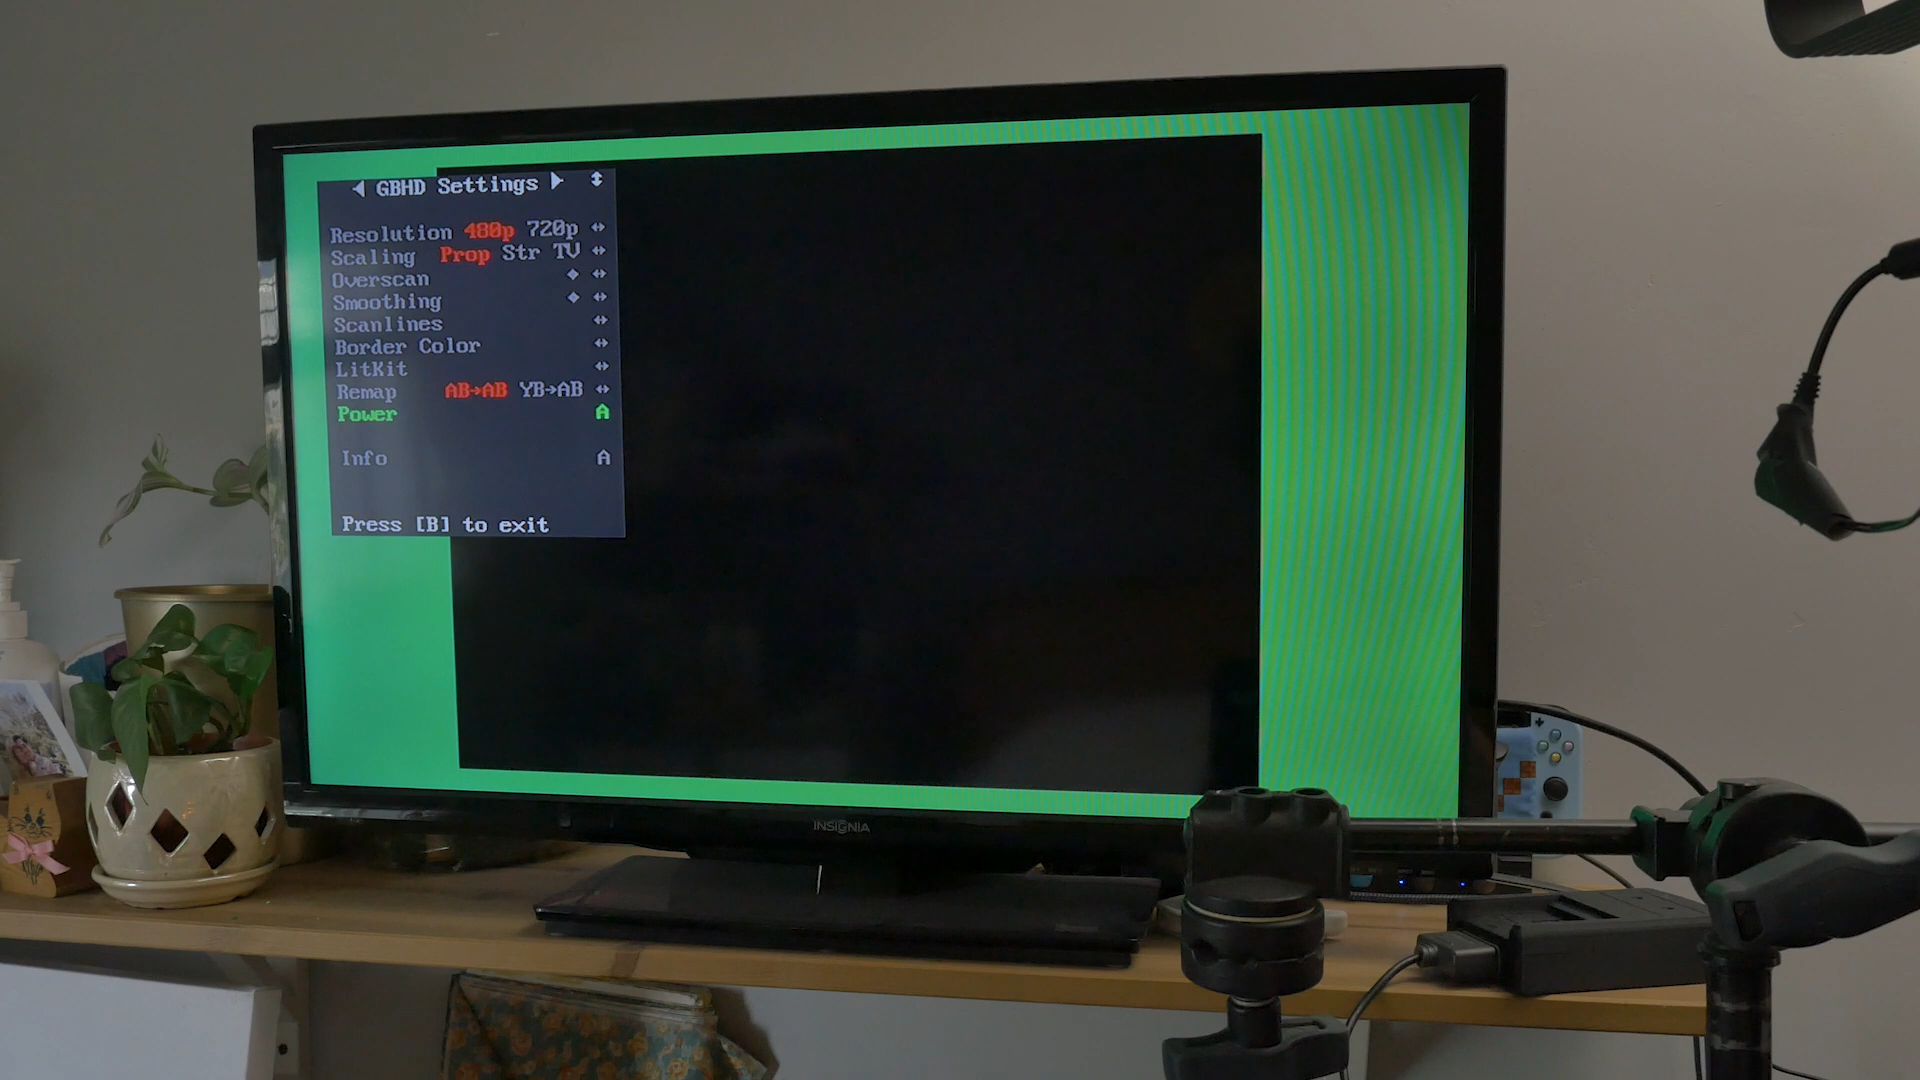 ◀ GBHD Settings ▶ ↕
Resolution 480p 720p ↔
Scaling Prop Str TV ↔
Overscan ◆ ↔
Smoothing ◆ ↔
Scanlines ↔
Border Color ↔
LitKit ↔
Remap AB→AB YB→AB ↔
Power A
Info A
Press [B] to exit
INSIGNIA